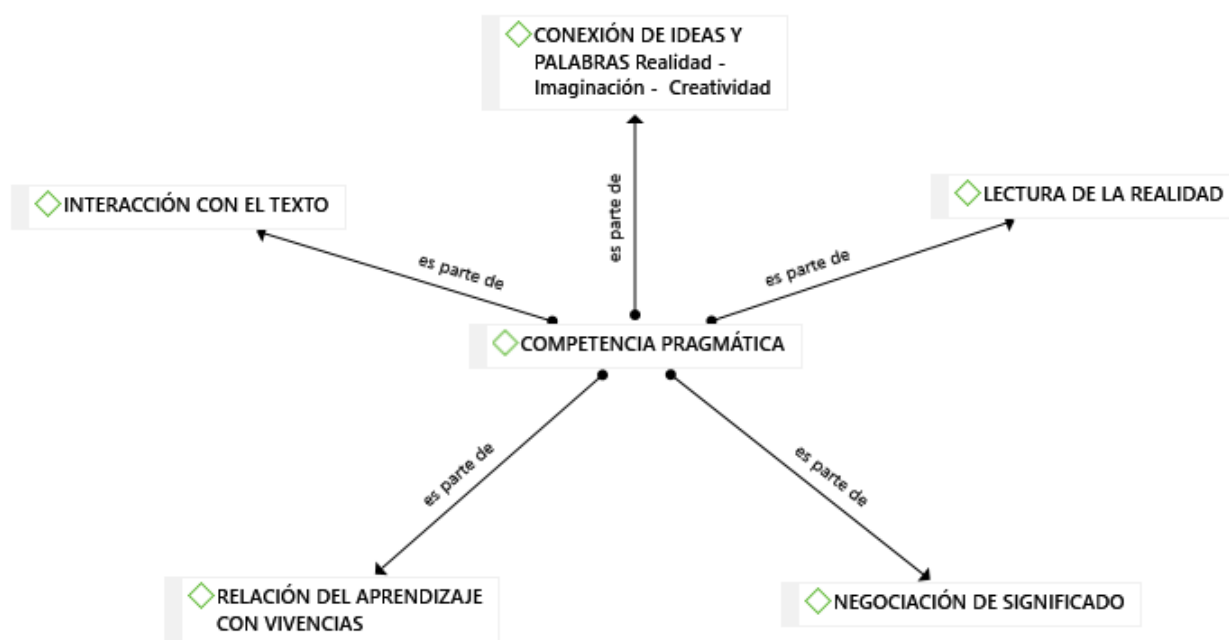 CONEXIÓN DE IDEAS Y
PALABRAS Realidad -
Imaginación - Creatividad
INTERACCIÓN CON EL TEXTO
LECTURA DE LA REALIDAD
es parte de
es parte de
es parte de
COMPETENCIA PRAGMÁTICA
es parte de
es parte de
RELACIÓN DEL APRENDIZAJE
CON VIVENCIAS
NEGOCIACIÓN DE SIGNIFICADO